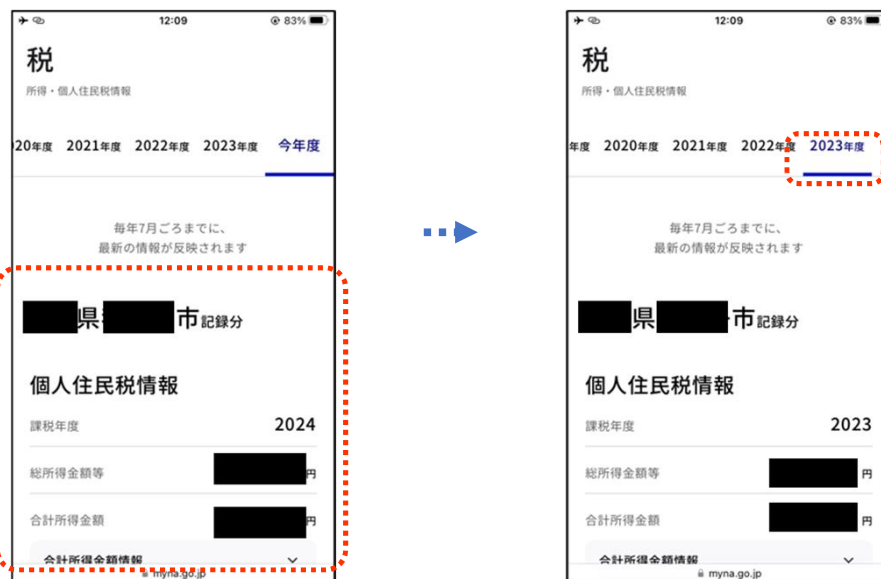 12:09
83%
税
所得・個人住民税情報
20年度 2021年度 2022年度 2023年度 今年度
毎年7月ごろまでに、
最新の情報が反映されます
県 市記録分
個人住民税情報
課税年度 2024
総所得金額等 円
合計所得金額 円
合計所得金額情報
myna.go.jp
12:09
83%
税
所得・個人住民税情報
年度 2020年度 2021年度 2022年度 2023年度
毎年7月ごろまでに、
最新の情報が反映されます
県 市記録分
個人住民税情報
課税年度 2023
総所得金額等 円
合計所得金額 円
合計所得金額情報
myna.go.jp